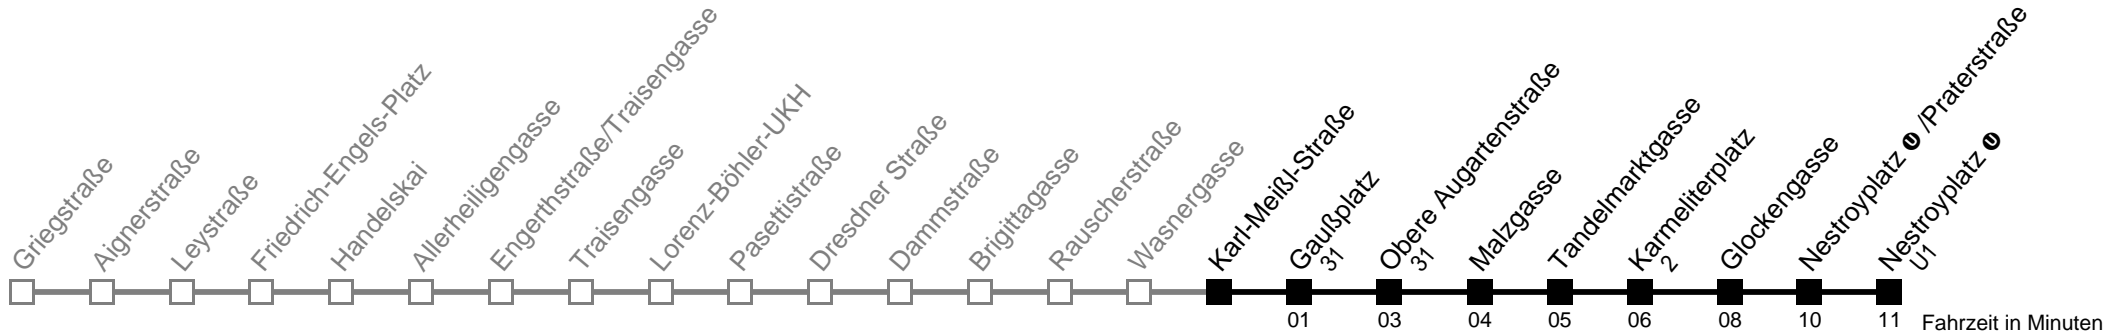 Griegstraße
Aignerstraße
Leystraße
Friedrich-Engels-Platz
Handelskai
Allerheiligengasse
Engerthstraße/Traisengasse
Traisengasse
Lorenz-Böhler-UKH
Pasettistraße
Dresdner Straße
Dammstraße
Brigittagasse
Rauscherstraße
Wasnergasse
Karl-Meißl-Straße
Gaußplatz
31
Obere Augartenstraße
31
Malzgasse
Tandelmarktgasse
Karmeliterplatz
2
Glockengasse
Nestroyplatz U /Praterstraße
Nestroyplatz U
U1
01 03 04 05 06 08 10 11 Fahrzeit in Minuten